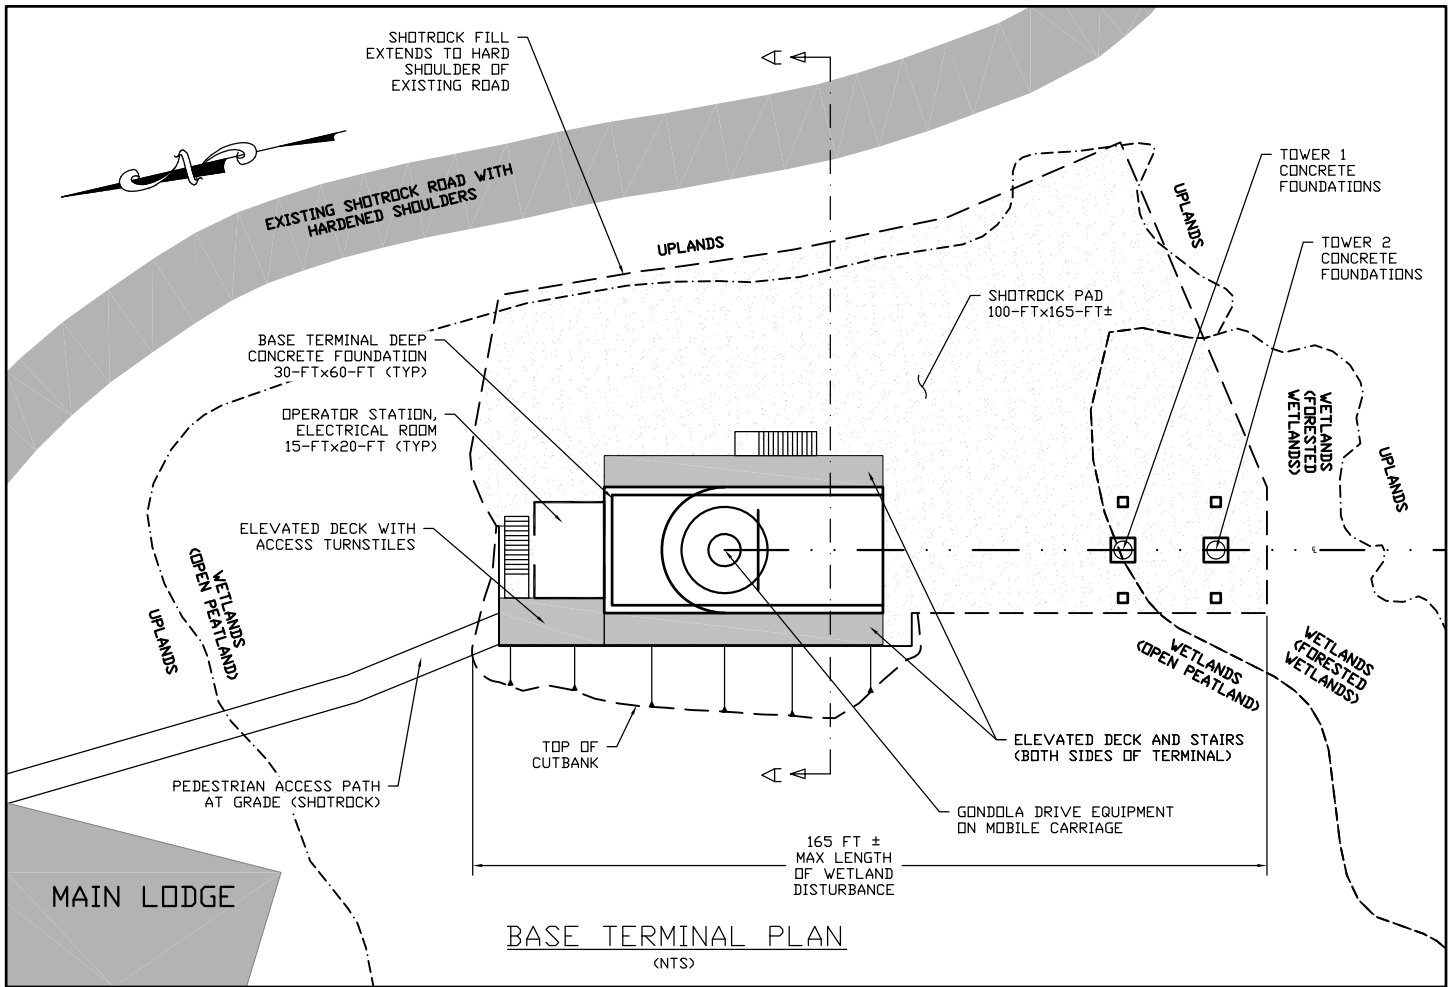 SHOTROCK FILL
EXTENDS TO HARD
SHOULDER OF
EXISTING ROAD
A
N
EXISTING SHOTROCK ROAD WITH
HARDENED SHOULDERS
UPLANDS
UPLANDS
TOWER 1
CONCRETE
FOUNDATIONS
TOWER 2
CONCRETE
FOUNDATIONS
SHOTROCK PAD
100-FTx165-FT±
BASE TERMINAL DEEP
CONCRETE FOUNDATION
30-FTx60-FT (TYP)
OPERATOR STATION,
ELECTRICAL ROOM
15-FTx20-FT (TYP)
WETLANDS
(FORESTED
WETLANDS)
UPLANDS
ELEVATED DECK WITH
ACCESS TURNSTILES
WETLANDS
(OPEN PEATLAND)
UPLANDS
WETLANDS
(OPEN PEATLAND)
WETLANDS
(FORESTED
WETLANDS)
TOP OF
CUTBANK
ELEVATED DECK AND STAIRS
(BOTH SIDES OF TERMINAL)
A
PEDESTRIAN ACCESS PATH
AT GRADE (SHOTROCK)
GONDOLA DRIVE EQUIPMENT
ON MOBILE CARRIAGE
165 FT ±
MAX LENGTH
OF WETLAND
DISTURBANCE
MAIN LODGE
BASE TERMINAL PLAN
(NTS)